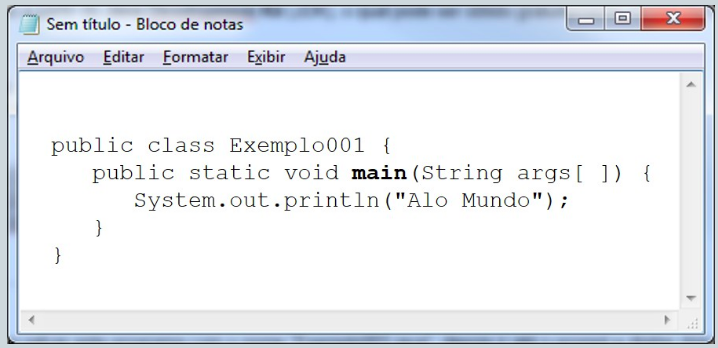 Sem título - Bloco de notas
Arquivo Editar Formatar Exibir Ajuda
public class Exemplo001 {
public static void main(String args[ ]) {
System.out.println("Alo Mundo");
}
}